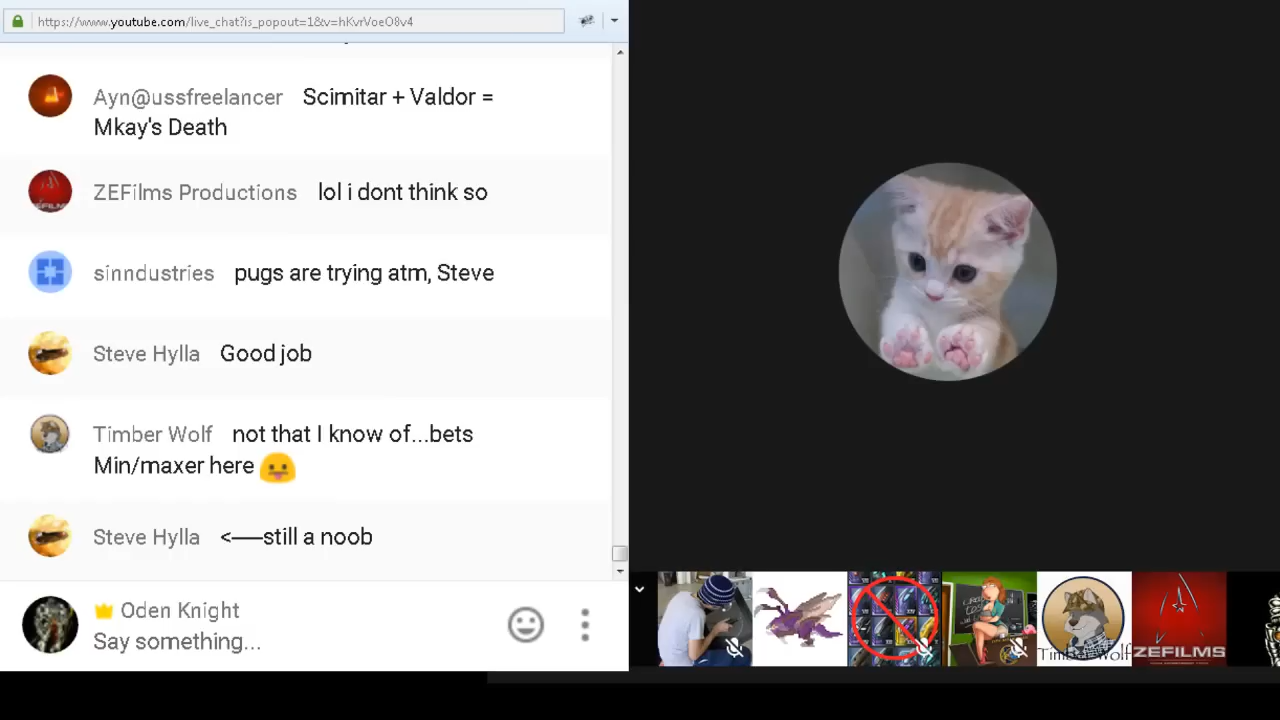 https://www.youtube.com/live_chat?is_popout=1&v=hKvrVoeO8v4
Ayn@ussfreelancer Scimitar + Valdor =
Mkay's Death
ZEFilms Productions lol i dont think so
sinndustries pugs are trying atm, Steve
Steve Hylla Good job
Timber Wolf not that I know of...bets
Min/maxer here 😛
Steve Hylla <----still a noob
Oden Knight
Say something...
Timber Wolf
ZEFILMS